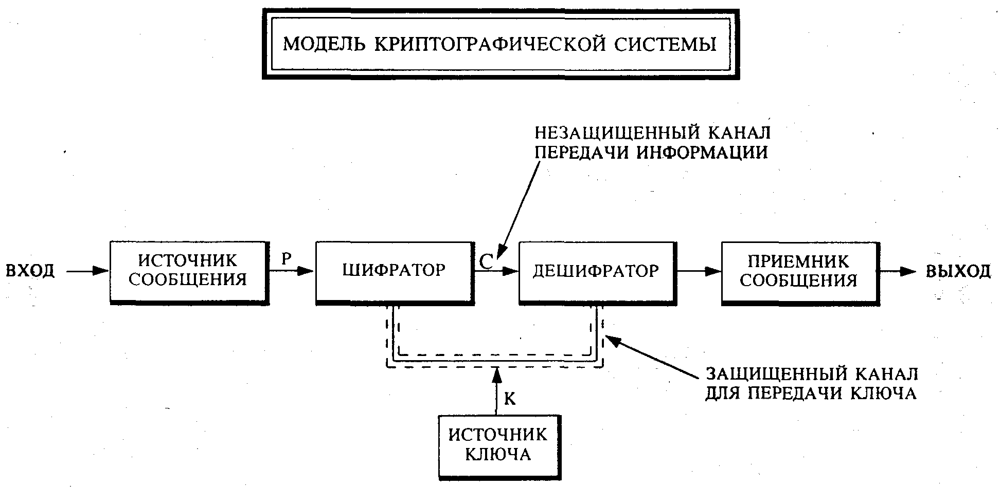 МОДЕЛЬ КРИПТОГРАФИЧЕСКОЙ СИСТЕМЫ
НЕЗАЩИЩЕННЫЙ КАНАЛ
ПЕРЕДАЧИ ИНФОРМАЦИИ
ВХОД
ИСТОЧНИК
СООБЩЕНИЯ
P
ШИФРАТОР
C
ДЕШИФРАТОР
ПРИЕМНИК
СООБЩЕНИЯ
ВЫХОД
ЗАЩИЩЕННЫЙ КАНАЛ
ДЛЯ ПЕРЕДАЧИ КЛЮЧА
К
ИСТОЧНИК
КЛЮЧА